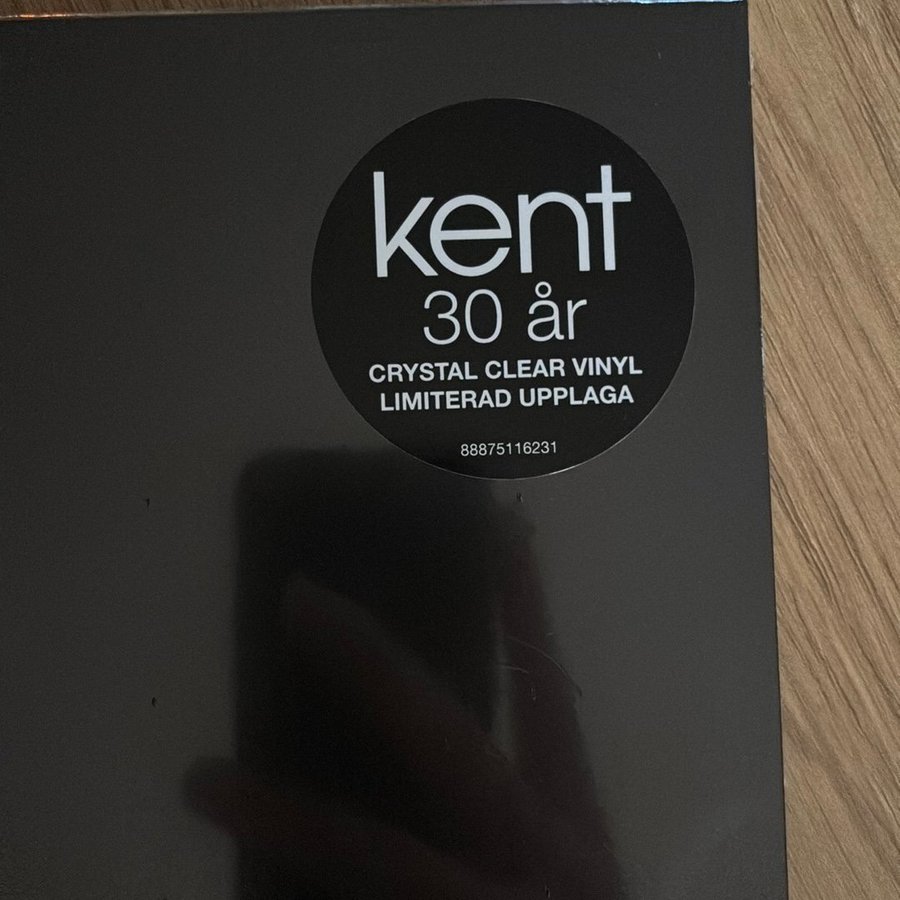 kent
30 år
CRYSTAL CLEAR VINYL
LIMITERAD UPPLAGA
88875116231